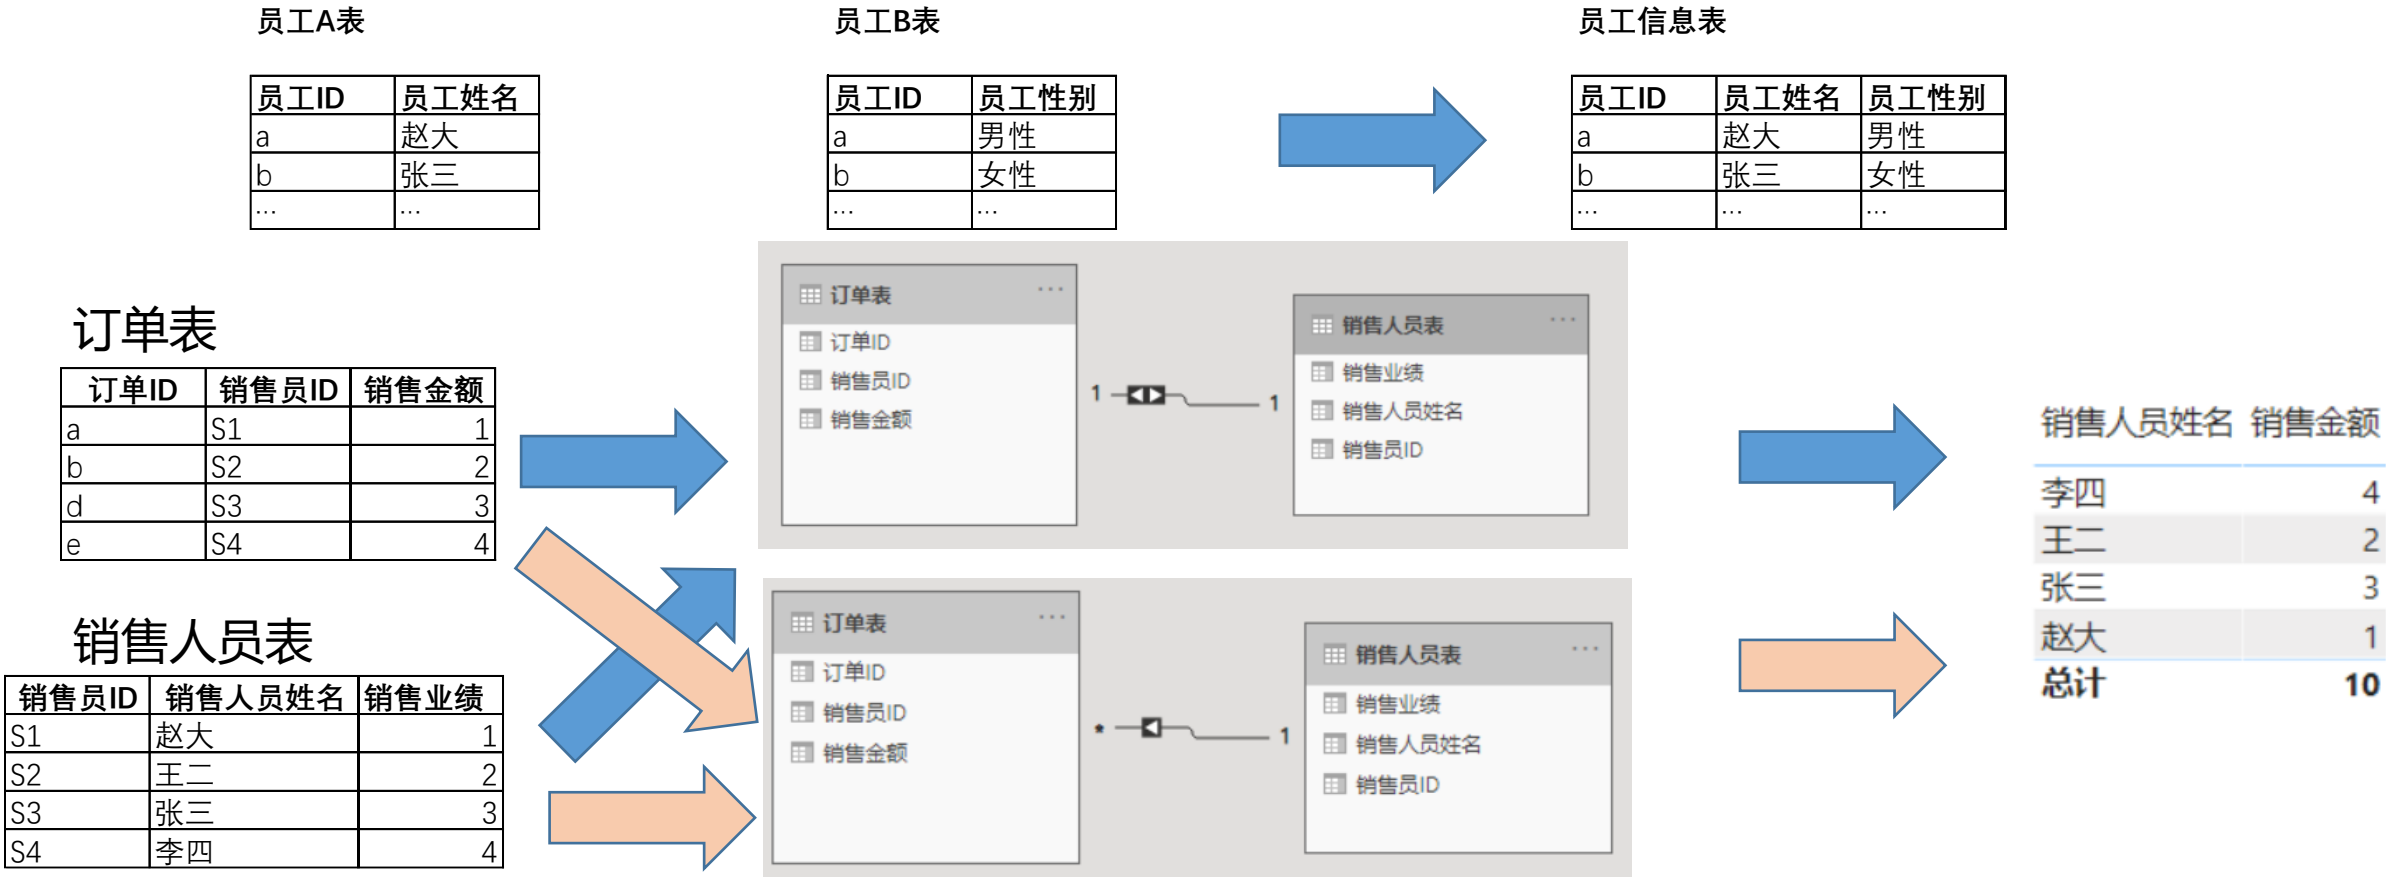 员工A表
员工ID 员工姓名
a 赵大
b 张三
... ...
员工B表
员工ID 员工性别
a 男性
b 女性
... ...
员工信息表
员工ID 员工姓名 员工性别
a 赵大 男性
b 张三 女性
... ... ...
订单表
订单ID 销售员ID 销售金额
a S1 1
b S2 2
d S3 3
e S4 4
销售人员表
销售员ID 销售人员姓名 销售业绩
S1 赵大 1
S2 王二 2
S3 张三 3
S4 李四 4
订单表 ...
订单ID
销售员ID
销售金额
1 1
销售人员表 ...
销售业绩
销售人员姓名
销售员ID
订单表 ...
订单ID
销售员ID
销售金额
* 1
销售人员表 ...
销售业绩
销售人员姓名
销售员ID
销售人员姓名 销售金额
李四 4
王二 2
张三 3
赵大 1
总计 10